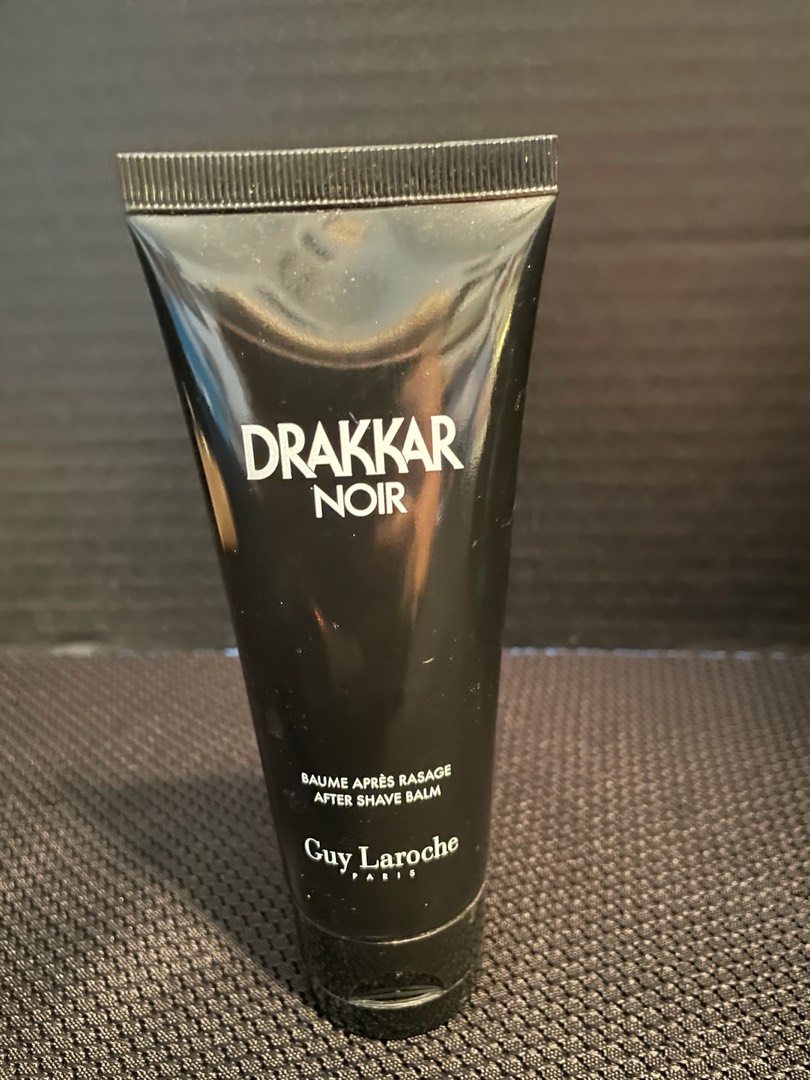 DRAKKAR
NOIR
BAUME APRÈS RASAGE
AFTER SHAVE BALM
Guy Laroche
PARIS